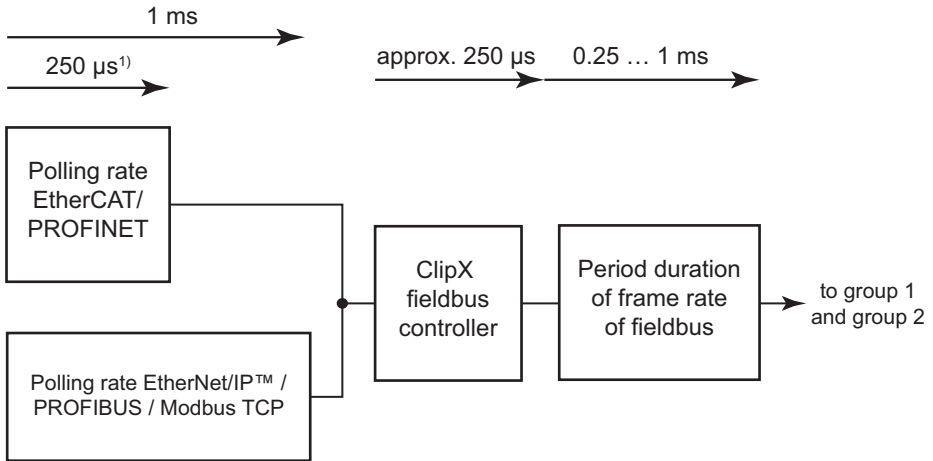 1 ms
250 µs1)
approx. 250 µs
0.25 … 1 ms
Polling rate
EtherCAT/
PROFINET
ClipX
fieldbus
controller
Period duration
of frame rate
of fieldbus
to group 1
and group 2
Polling rate EtherNet/IP™ /
PROFIBUS / Modbus TCP